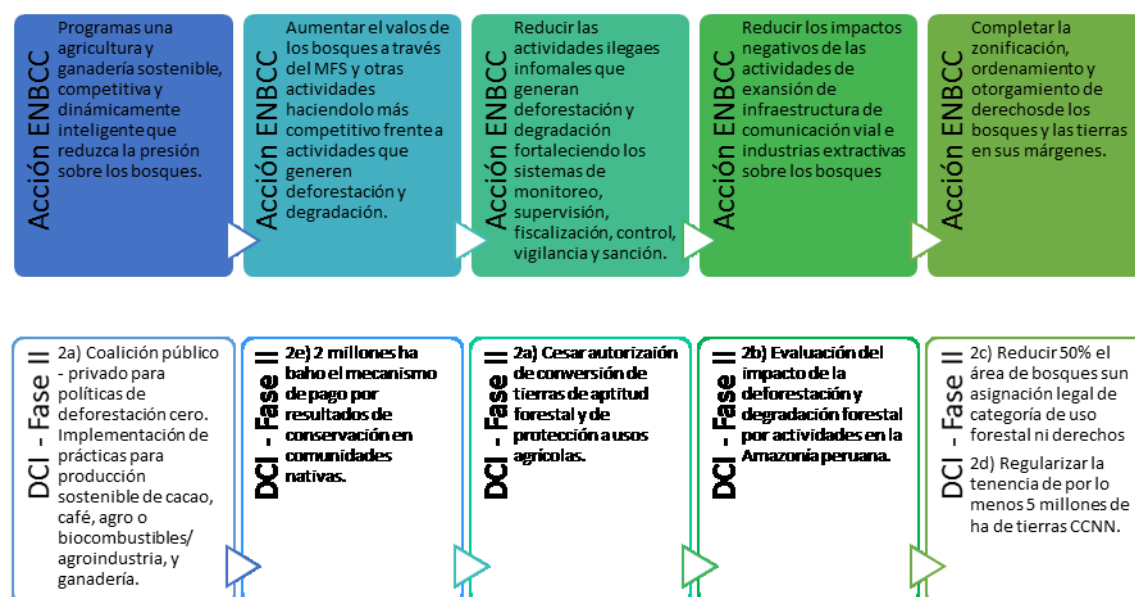 Acción ENBCC
Programas una
agricultura y
ganadería sostenible,
competitiva y
dinámicamente
inteligente que
reduzca la presión
sobre los bosques.
Acción ENBCC
Aumentar el valos de
los bosques a través
del MFS y otras
actividades
haciendolo más
competitivo frente a
actividades que
generen
deforestación y
degradación.
Acción ENBCC
Reducir las
actividades ilegaes
infomales que
generan
deforestación y
degradación
fortaleciendo los
sistemas de
monitoreo,
supervisión,
fiscalización, control,
vigilancia y sanción.
Acción ENBCC
Reducir los impactos
negativos de las
actividades de
exansión de
infraestructura de
comunicación vial e
industrias extractivas
sobre los bosques
Acción ENBCC
Completar la
zonificación,
ordenamiento y
otorgamiento de
derechosde los
bosques y las tierras
en sus márgenes.
DCI - Fase II
2a) Coalición público
- privado para
políticas de
deforestación cero.
Implementación de
prácticas para
producción
sostenible de cacao,
café, agro o
biocombustibles/
agroindustria, y
ganadería.
DCI - Fase II
2e) 2 millones ha
baho el mecanismo
de pago por
resultados de
conservación en
comunidades
nativas.
DCI - Fase II
2a) Cesar autorizaión
de conversión de
tierras de aptitud
forestal y de
protección a usos
agrícolas.
DCI - Fase II
2b) Evaluación del
impacto de la
deforestación y
degradación forestal
por actividades en la
Amazonía peruana.
DCI - Fase II
2c) Reducir 50% el
área de bosques sun
asignación legal de
categoría de uso
forestal ni derechos
2d) Regularizar la
tenencia de por lo
menos 5 millones de
ha de tierras CCNN.